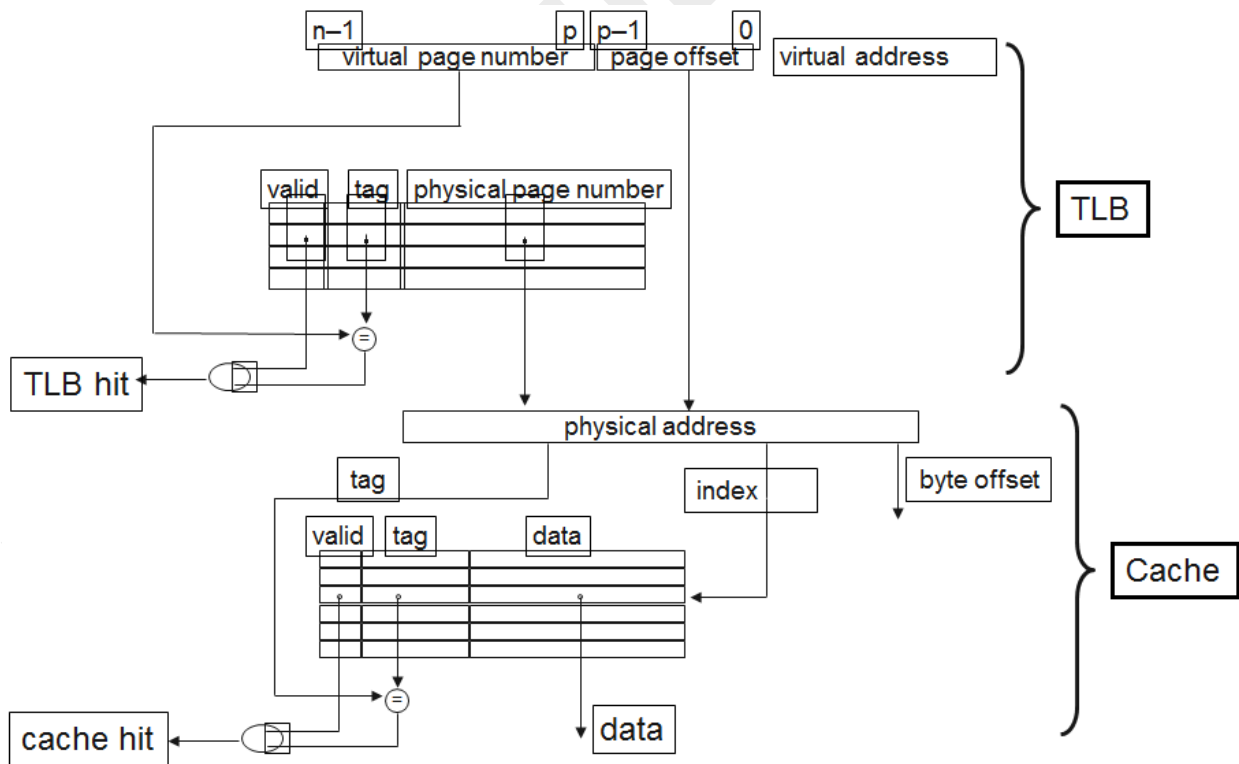 n–1 p p–1 0
virtual page number page offset virtual address
valid tag physical page number
TLB
=
TLB hit
physical address
tag index byte offset
valid tag data
Cache
=
cache hit data